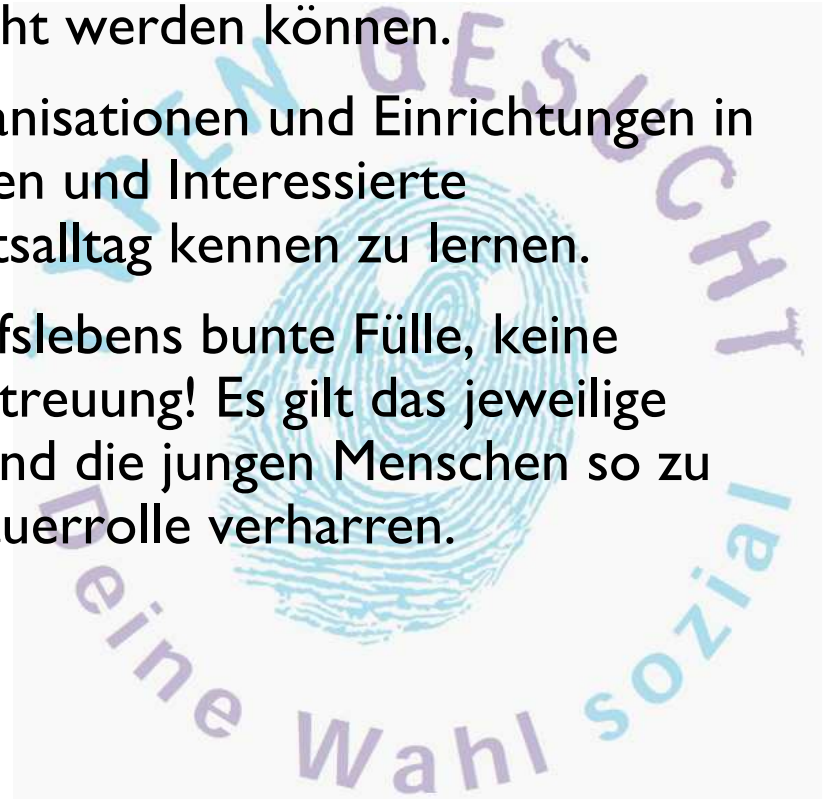 ht werden können.
anisationen und Einrichtungen in
en und Interessierte
tsalltag kennen zu lernen.
fslebens bunte Fülle, keine
treuung! Es gilt das jeweilige
nd die jungen Menschen so zu
uerrolle verharren.
TYPEN GESUCHT
Deine Wahl sozial